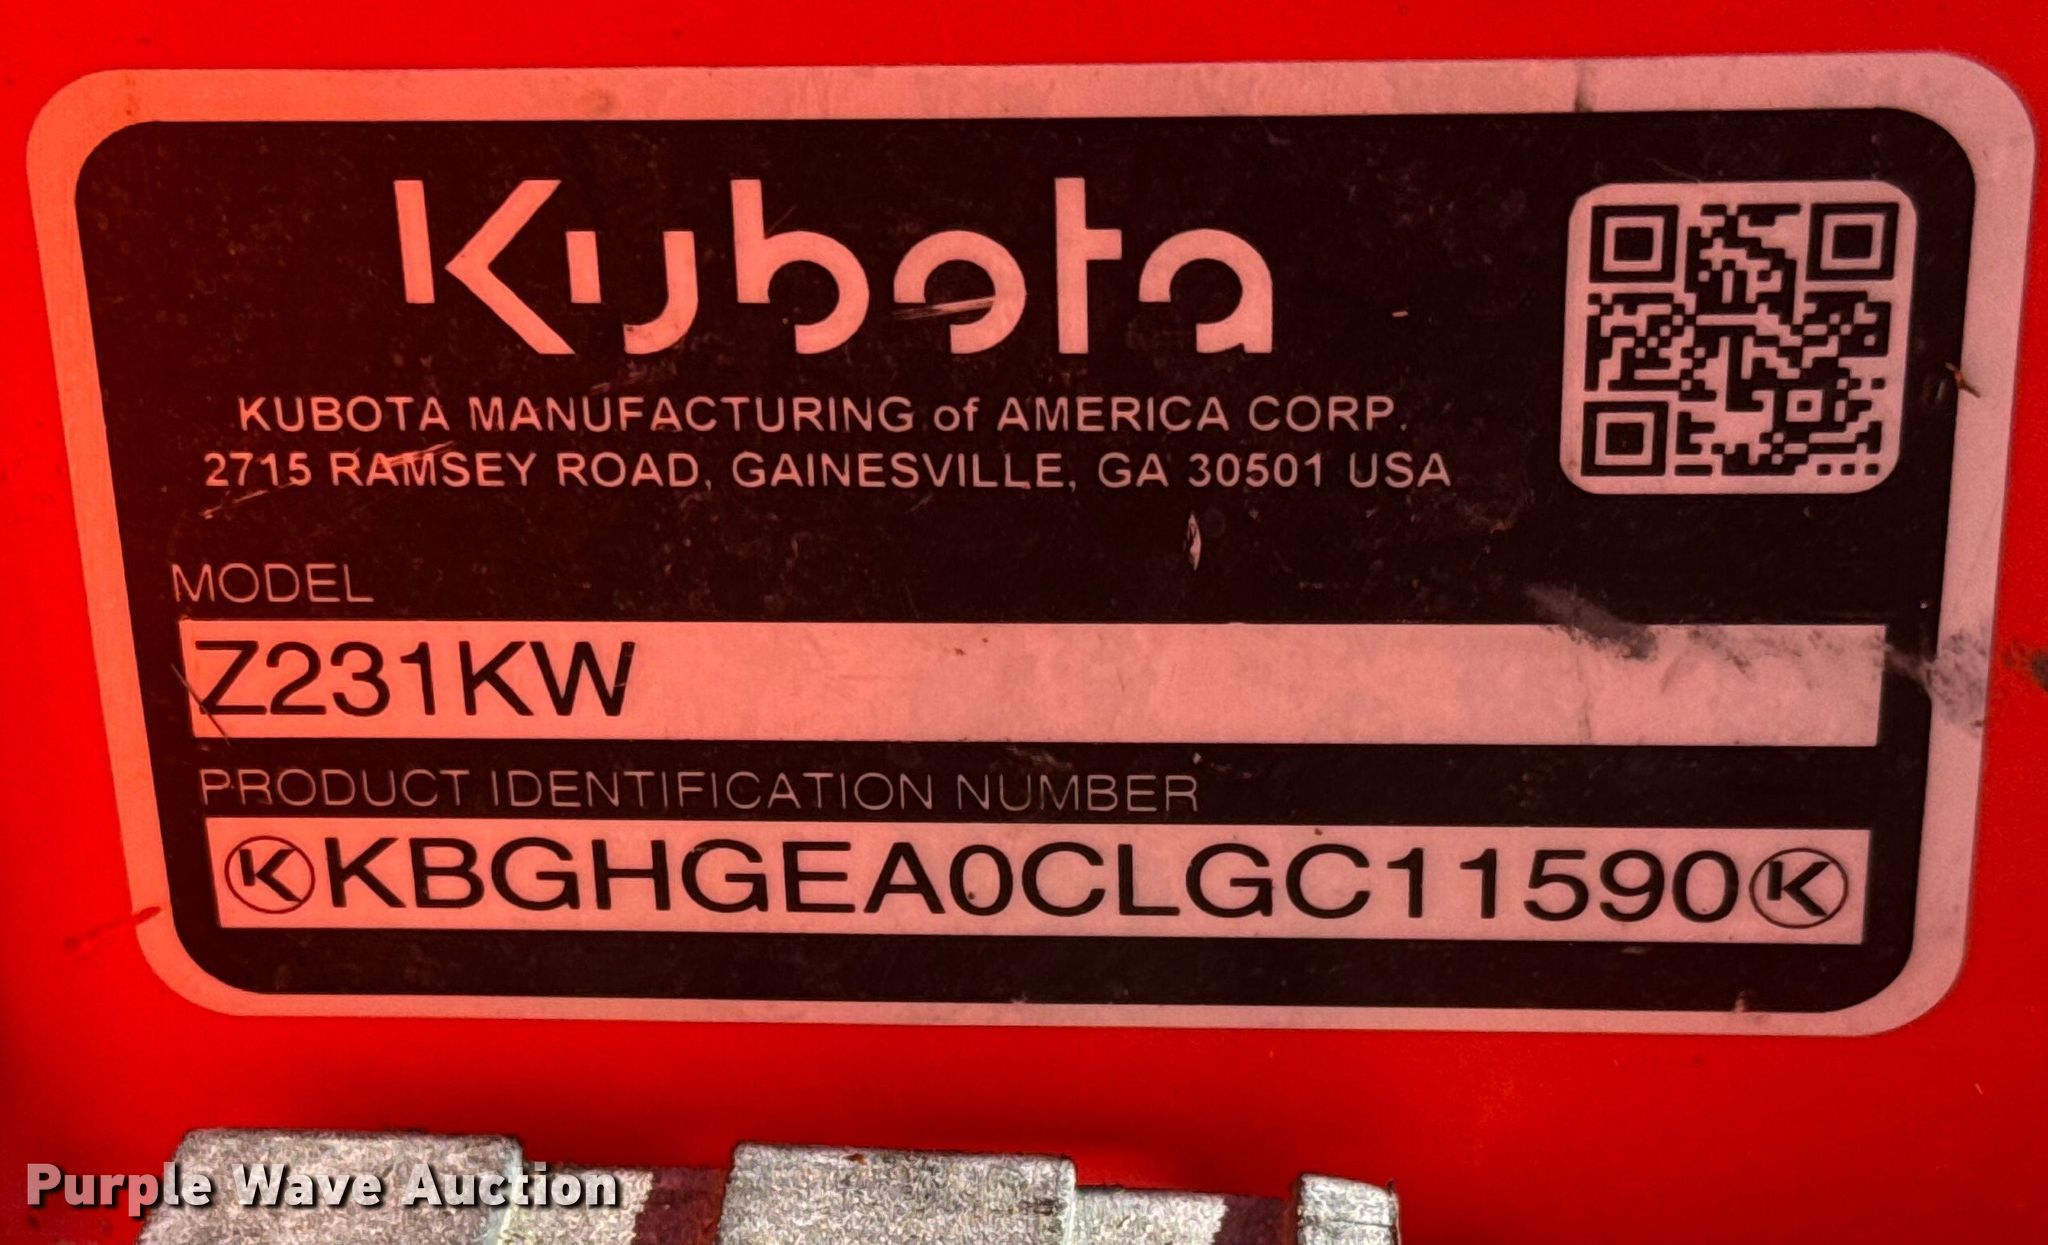 Kubota
KUBOTA MANUFACTURING of AMERICA CORP.
2715 RAMSEY ROAD, GAINESVILLE, GA 30501 USA
MODEL
Z231KW
PRODUCT IDENTIFICATION NUMBER
KKBGHGEA0CLGC11590K
Purple Wave Auction